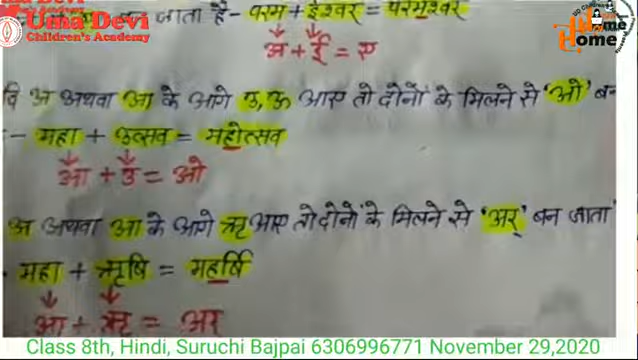 Uma Devi
Children's Academy
जाता है- परम + ईश्वर = परमेश्वर
अ + ई = ए
Home
अ अथवा आ के आगे उ, ऊ आए तो दोनों के मिलने से 'ओ' बन
- महा + उत्सव = महोत्सव
आ + उ = ओ
अ अथवा आ के आगे ऋ आए तो दोनों के मिलने से 'अर्' बन जाता
महा + ऋषि = महर्षि
आ + ऋ = अर्
Class 8th, Hindi, Suruchi Bajpai 6306996771 November 29,2020